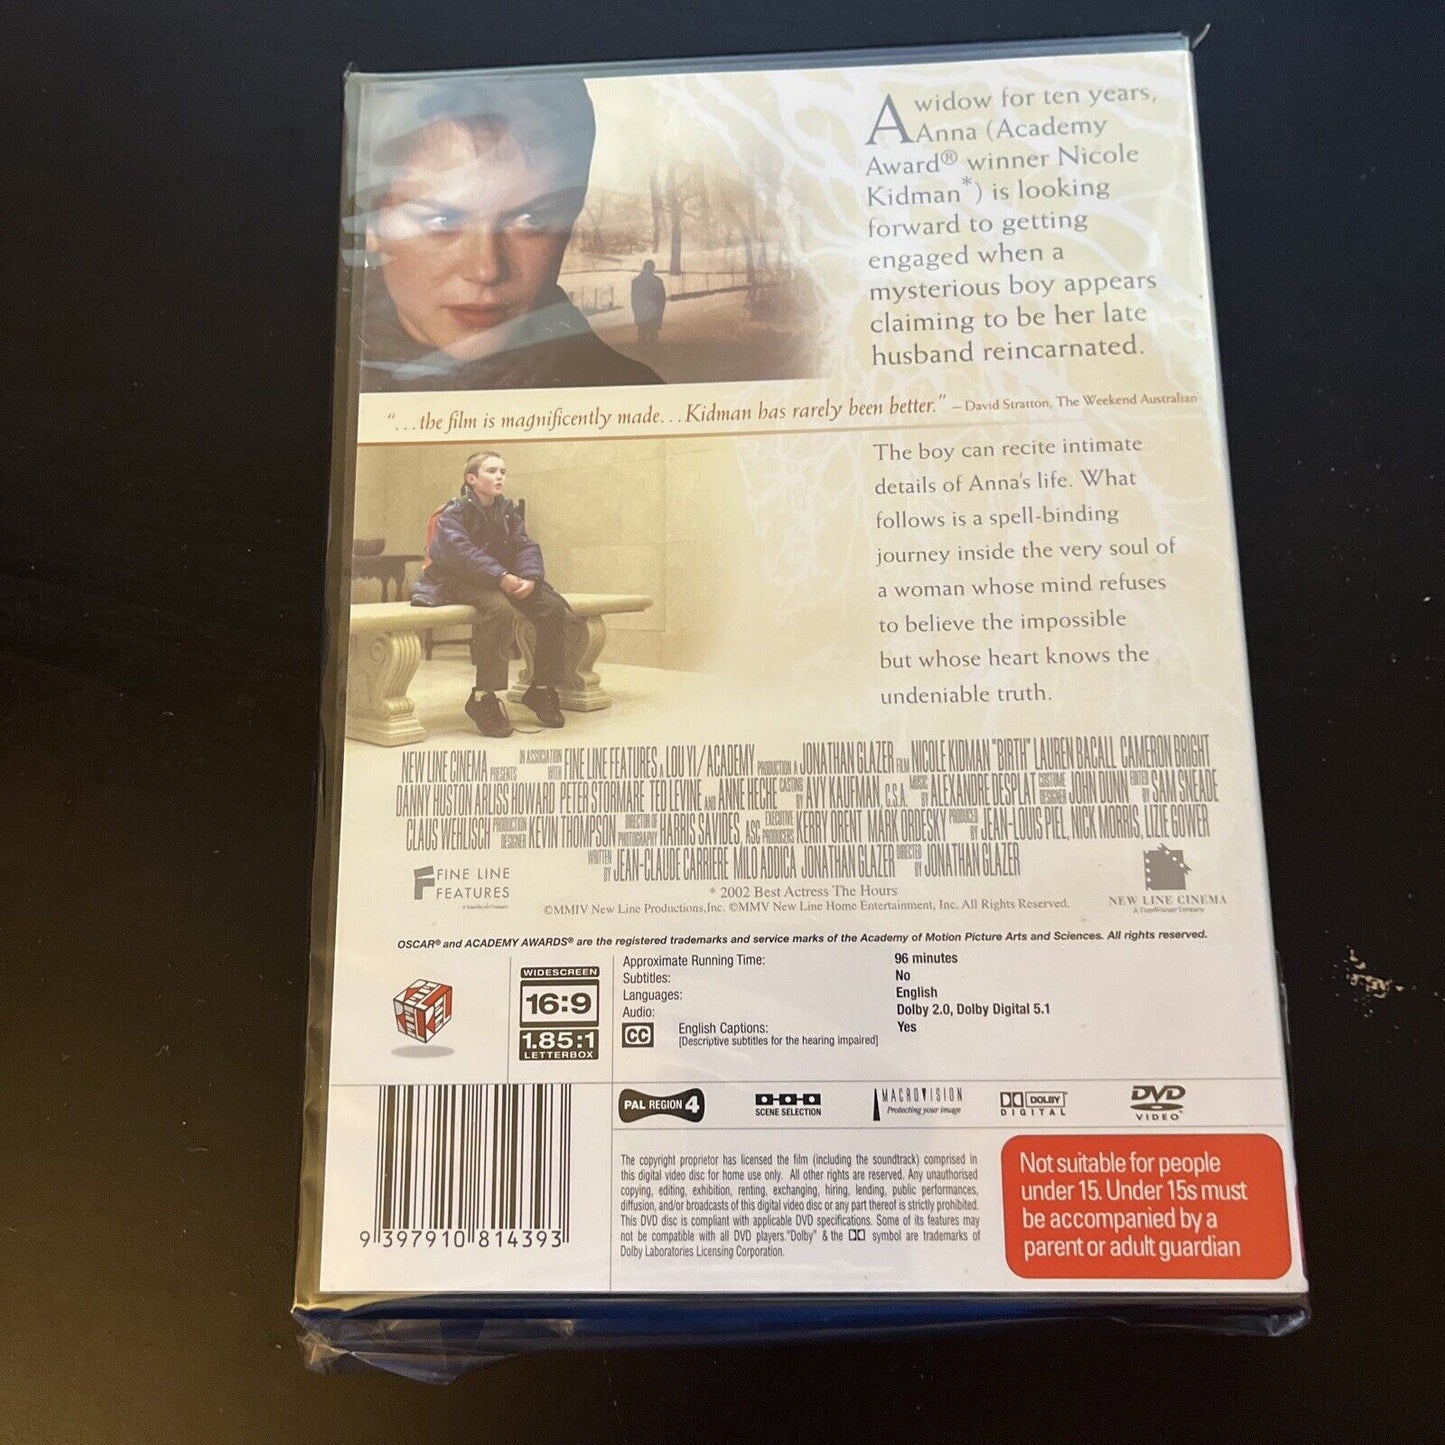 A widow for ten years,
Anna (Academy
Award® winner Nicole
Kidman*) is looking
forward to getting
engaged when a
mysterious boy appears
claiming to be her late
husband reincarnated.
"...the film is magnificently made...Kidman has rarely been better." – David Stratton, The Weekend Australian
The boy can recite intimate
details of Anna's life. What
follows is a spell-binding
journey inside the very soul of
a woman whose mind refuses
to believe the impossible
but whose heart knows the
undeniable truth.
NEW LINE CINEMA PRESENTS IN ASSOCIATION WITH FINE LINE FEATURES A LOU YI/ACADEMY PRODUCTION A JONATHAN GLAZER FILM NICOLE KIDMAN "BIRTH" LAUREN BACALL CAMERON BRIGHT
DANNY HUSTON ARLISS HOWARD PETER STORMARE TED LEVINE AND ANNE HECHE CASTING BY AVY KAUFMAN, C.S.A. MUSIC BY ALEXANDRE DESPLAT COSTUME DESIGNER JOHN DUNN EDITED BY SAM SNEADE
CLAUS WEHLISCH PRODUCTION DESIGNER KEVIN THOMPSON DIRECTOR OF PHOTOGRAPHY HARRIS SAVIDES, ASC EXECUTIVE PRODUCERS KERRY ORENT MARK ORDESKY PRODUCED BY JEAN-LOUIS PIEL, NICK MORRIS, LIZIE GOWER
WRITTEN BY JEAN-CLAUDE CARRIERE MILO ADDICA JONATHAN GLAZER DIRECTED BY JONATHAN GLAZER
FINE LINE
FEATURES
A TimeWarner Company
* 2002 Best Actress The Hours
©MMIV New Line Productions,Inc. ©MMV New Line Home Entertainment, Inc. All Rights Reserved.
NEW LINE CINEMA
A TimeWarner Company
OSCAR® and ACADEMY AWARDS® are the registered trademarks and service marks of the Academy of Motion Picture Arts and Sciences. All rights reserved.
WIDESCREEN
16:9
1.85:1
LETTERBOX
Approximate Running Time: 96 minutes
Subtitles: No
Languages: English
Audio: Dolby 2.0, Dolby Digital 5.1
CC English Captions: Yes
[Descriptive subtitles for the hearing impaired]
PAL REGION 4
SCENE SELECTION
MACROVISION
Protecting your image
DOLBY
DIGITAL
DVD
VIDEO
9 397910 814393
The copyright proprietor has licensed the film (including the soundtrack) comprised in
this digital video disc for home use only. All other rights are reserved. Any unauthorised
copying, editing, exhibition, renting, exchanging, hiring, lending, public performances,
diffusion, and/or broadcasts of this digital video disc or any part thereof is strictly prohibited.
This DVD disc is compliant with applicable DVD specifications. Some of its features may
not be compatible with all DVD players."Dolby" & the symbol are trademarks of
Dolby Laboratories Licensing Corporation.
Not suitable for people
under 15. Under 15s must
be accompanied by a
parent or adult guardian